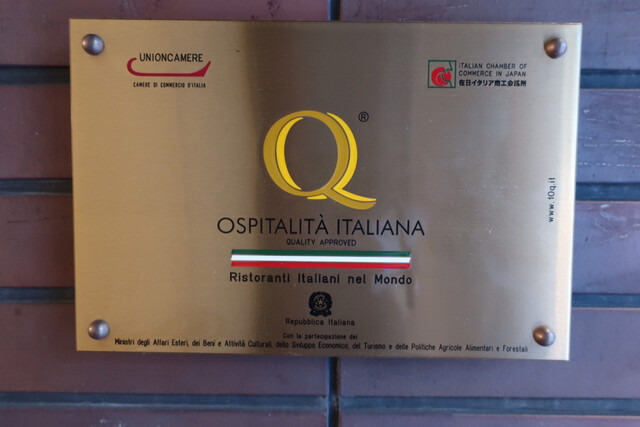 UNIONCAMERE
CAMERE DI COMMERCIO D'ITALIA
ITALIAN CHAMBER OF
COMMERCE IN JAPAN
在日イタリア商工会議所
Q®
www.10q.it
OSPITALITÀ ITALIANA
QUALITY APPROVED
Ristoranti Italiani nel Mondo
Repubblica Italiana
Con la partecipazione dei
Ministri degli Affari Esteri, dei Beni e Attività Culturali, dello Sviluppo Economico, del Turismo e delle Politiche Agricole Alimentari e Forestali